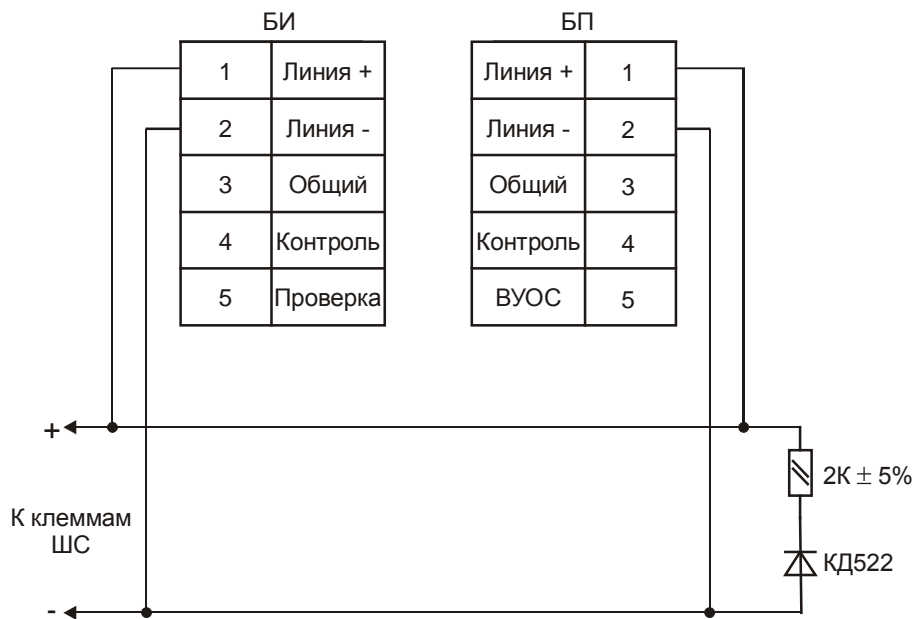 БИ
БП
1 Линия +
Линия + 1
2 Линия -
Линия - 2
3 Общий
Общий 3
4 Контроль
Контроль 4
5 Проверка
ВУОС 5
+
2К ± 5%
К клеммам
ШС
КД522
-